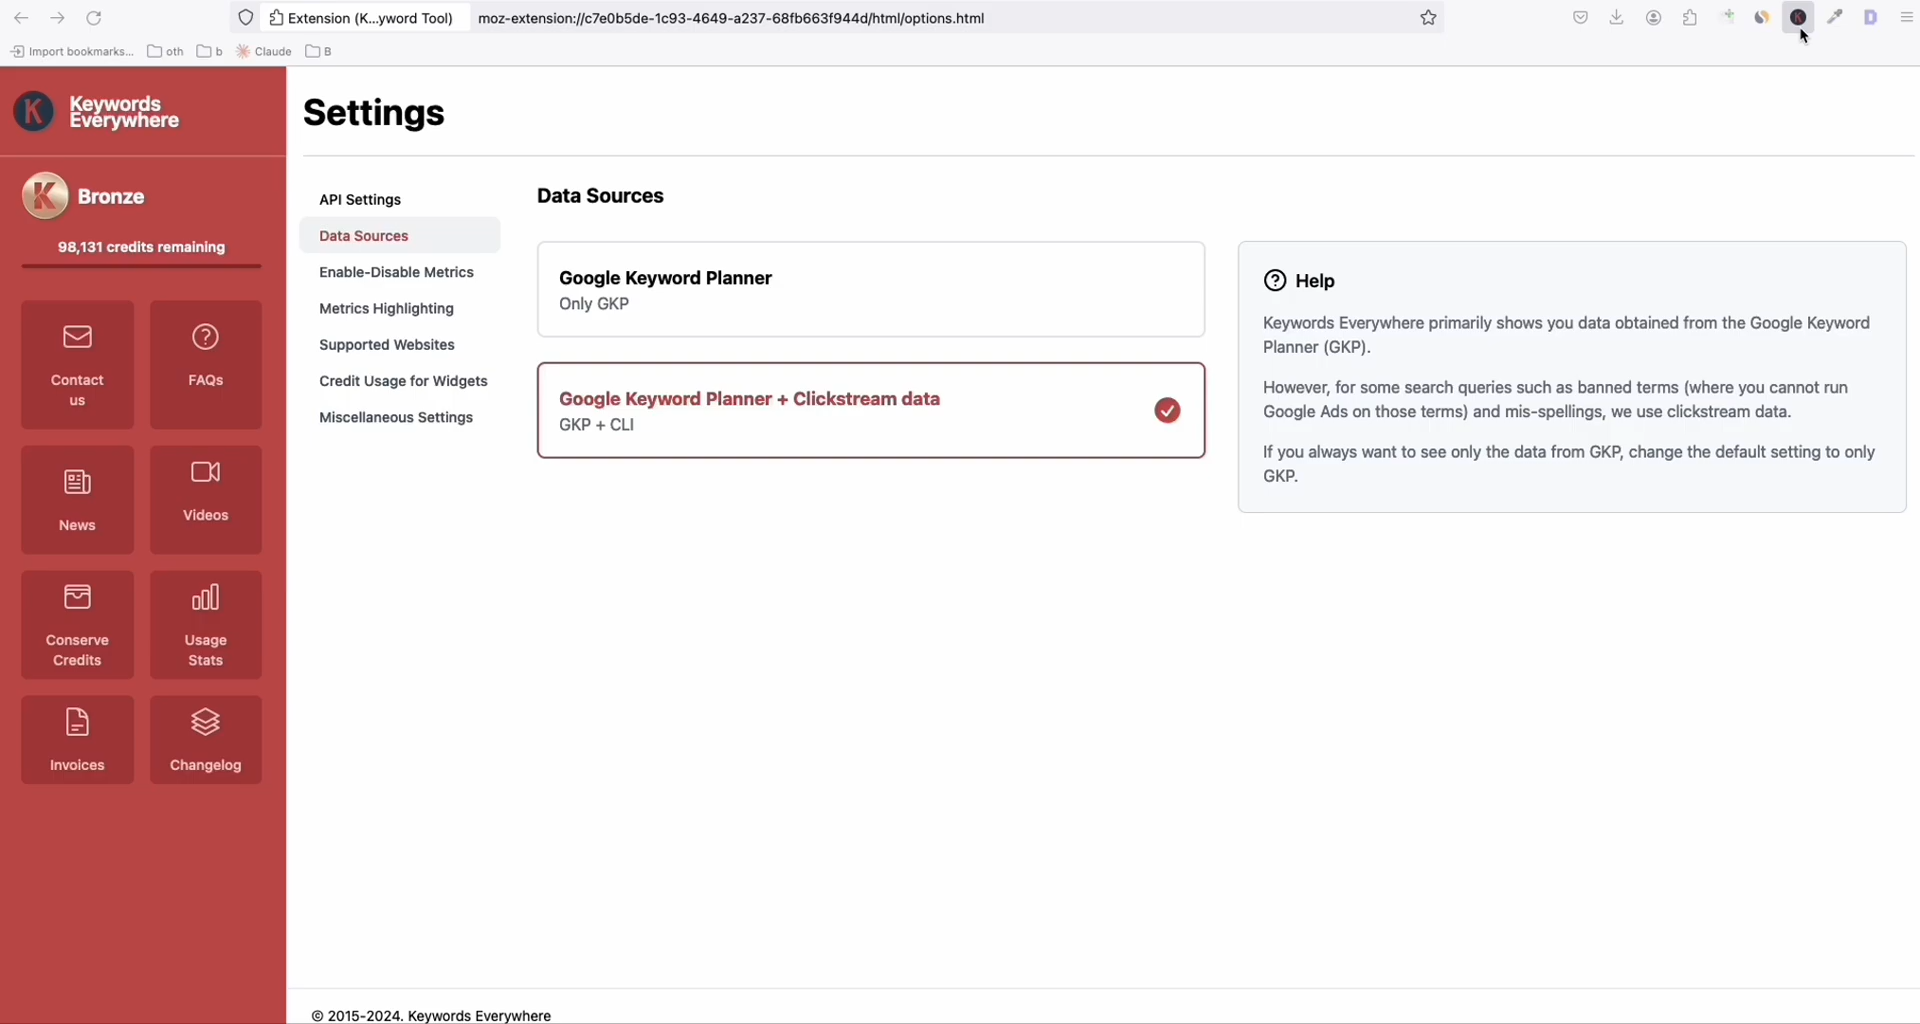 Extension (K...yword Tool)
moz-extension://c7e0b5de-1c93-4649-a237-68fb663f944d/html/options.html
Import bookmarks...
oth
b
Claude
B
K
Keywords
Everywhere
K
Bronze
98,131 credits remaining
Contact
us
FAQs
News
Videos
Conserve
Credits
Usage
Stats
Invoices
Changelog
Settings
API Settings
Data Sources
Enable-Disable Metrics
Metrics Highlighting
Supported Websites
Credit Usage for Widgets
Miscellaneous Settings
Data Sources
Google Keyword Planner
Only GKP
Google Keyword Planner + Clickstream data
GKP + CLI
Help
Keywords Everywhere primarily shows you data obtained from the Google Keyword
Planner (GKP).
However, for some search queries such as banned terms (where you cannot run
Google Ads on those terms) and mis-spellings, we use clickstream data.
If you always want to see only the data from GKP, change the default setting to only
GKP.
© 2015-2024. Keywords Everywhere